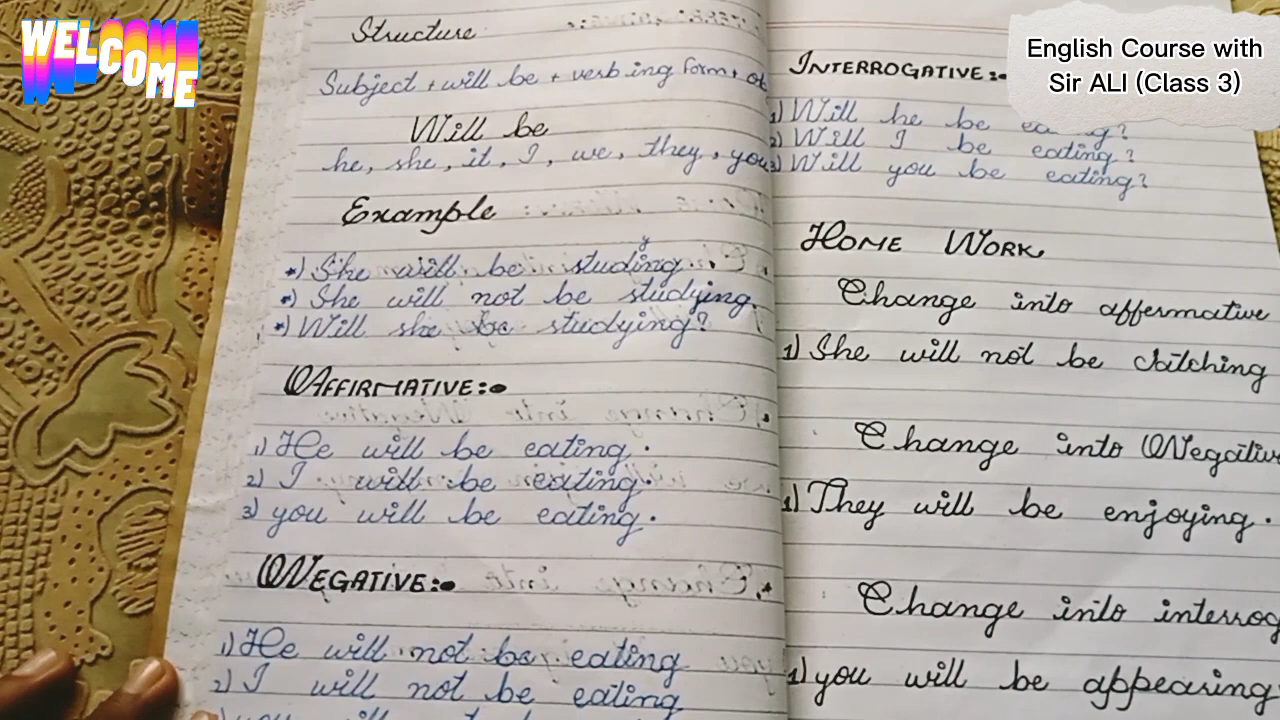 WELCOME
English Course with
Sir ALI (Class 3)
Structure
Subject + will be + verb ing form + ob
Will be
he, she, it, I, we, they, you
Example
*) She will be studying.
*) She will not be studying.
*) Will she be studying?
AFFIRMATIVE:
1) He will be eating.
2) I will be eating.
3) you will be eating.
NEGATIVE:
1) He will not be eating
2) I will not be eating
INTERROGATIVE:
1) Will he be ea g?
2) Will I be eating?
3) Will you be eating?
HOME WORK
Change into affermative
1) She will not be
Change into Negativ
1) They will be enjoying.
Change into interrog
1) you will be appearing